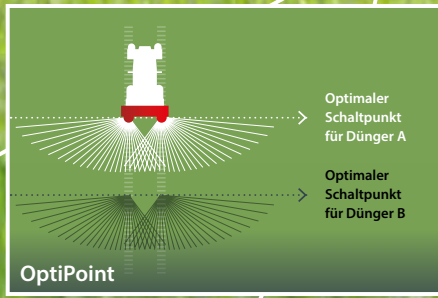 Optimaler
Schaltpunkt
für Dünger A
Optimaler
Schaltpunkt
für Dünger B
OptiPoint